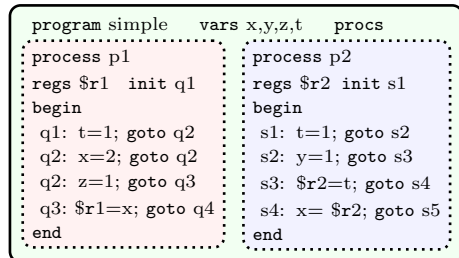 program simple vars x,y,z,t procs
process p1
regs $r1 init q1
begin
q1: t=1; goto q2
q2: x=2; goto q2
q2: z=1; goto q3
q3: $r1=x; goto q4
end
process p2
regs $r2 init s1
begin
s1: t=1; goto s2
s2: y=1; goto s3
s3: $r2=t; goto s4
s4: x= $r2; goto s5
end